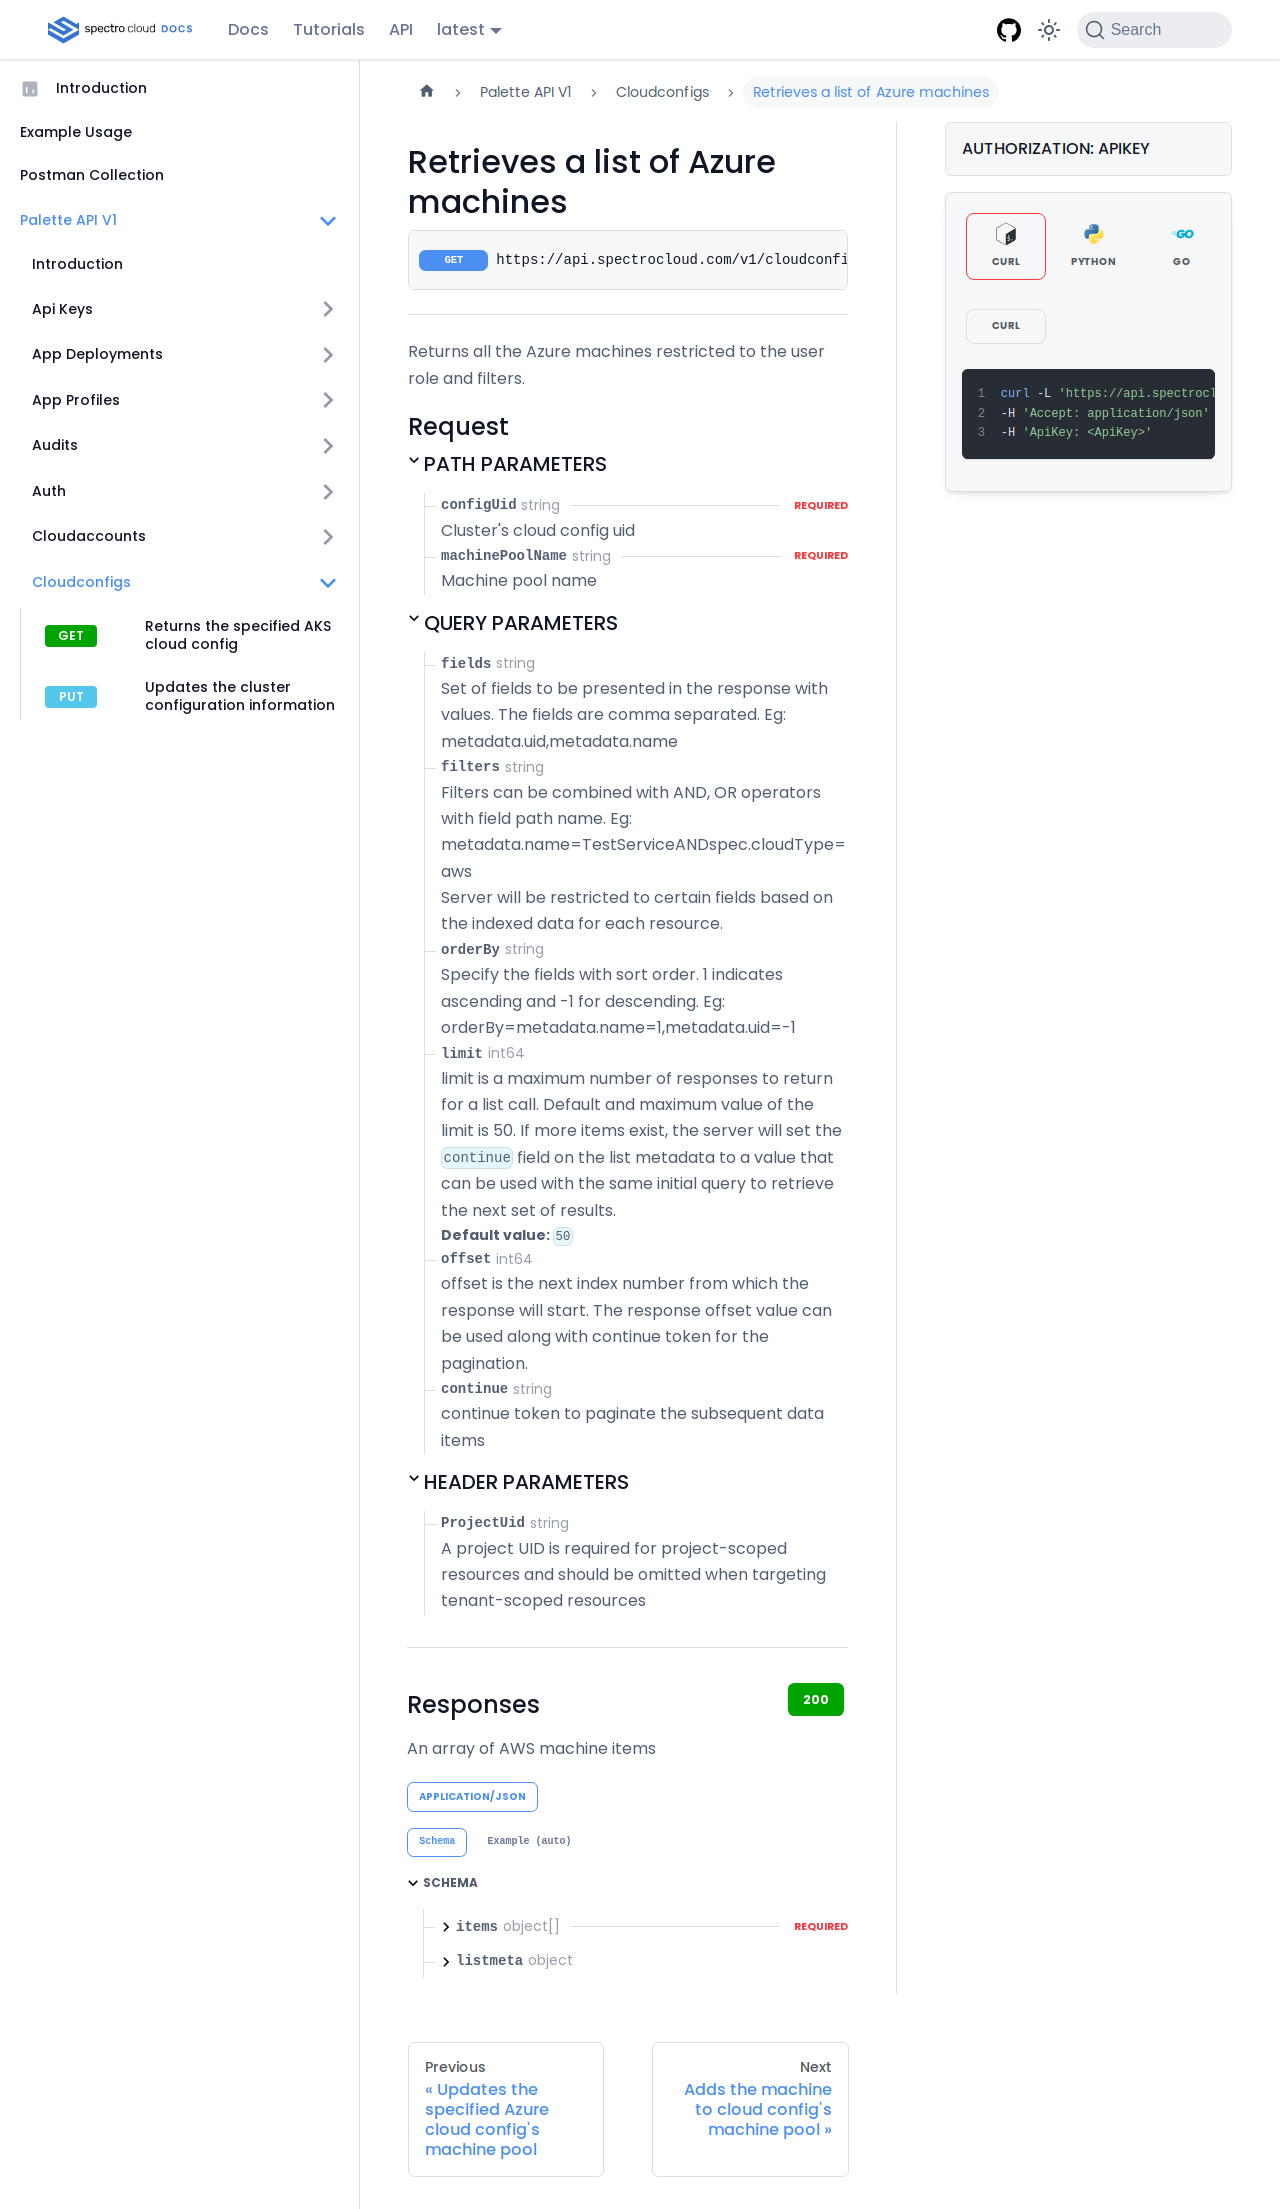 spectro cloud DOCS
Docs
Tutorials
API
latest
Search
Introduction
Example Usage
Postman Collection
Palette API V1
Introduction
Api Keys
App Deployments
App Profiles
Audits
Auth
Cloudaccounts
Cloudconfigs
GET Returns the specified AKS
cloud config
PUT Updates the cluster
configuration information
Palette API V1
Cloudconfigs
Retrieves a list of Azure machines
Retrieves a list of Azure
machines
GET https://api.spectrocloud.com/v1/cloudconfi
Returns all the Azure machines restricted to the user
role and filters.
Request
PATH PARAMETERS
configUid string REQUIRED
Cluster's cloud config uid
machinePoolName string REQUIRED
Machine pool name
QUERY PARAMETERS
fields string
Set of fields to be presented in the response with
values. The fields are comma separated. Eg:
metadata.uid,metadata.name
filters string
Filters can be combined with AND, OR operators
with field path name. Eg:
metadata.name=TestServiceANDspec.cloudType=
aws
Server will be restricted to certain fields based on
the indexed data for each resource.
orderBy string
Specify the fields with sort order. 1 indicates
ascending and -1 for descending. Eg:
orderBy=metadata.name=1,metadata.uid=-1
limit int64
limit is a maximum number of responses to return
for a list call. Default and maximum value of the
limit is 50. If more items exist, the server will set the
continue field on the list metadata to a value that
can be used with the same initial query to retrieve
the next set of results.
Default value: 50
offset int64
offset is the next index number from which the
response will start. The response offset value can
be used along with continue token for the
pagination.
continue string
continue token to paginate the subsequent data
items
HEADER PARAMETERS
ProjectUid string
A project UID is required for project-scoped
resources and should be omitted when targeting
tenant-scoped resources
Responses
200
An array of AWS machine items
APPLICATION/JSON
Schema
Example (auto)
SCHEMA
items object[] REQUIRED
listmeta object
Previous
« Updates the
specified Azure
cloud config's
machine pool
Next
Adds the machine
to cloud config's
machine pool »
AUTHORIZATION: APIKEY
CURL
PYTHON
GO
CURL
1 curl -L 'https://api.spectrocl
2 -H 'Accept: application/json'
3 -H 'ApiKey: <ApiKey>'